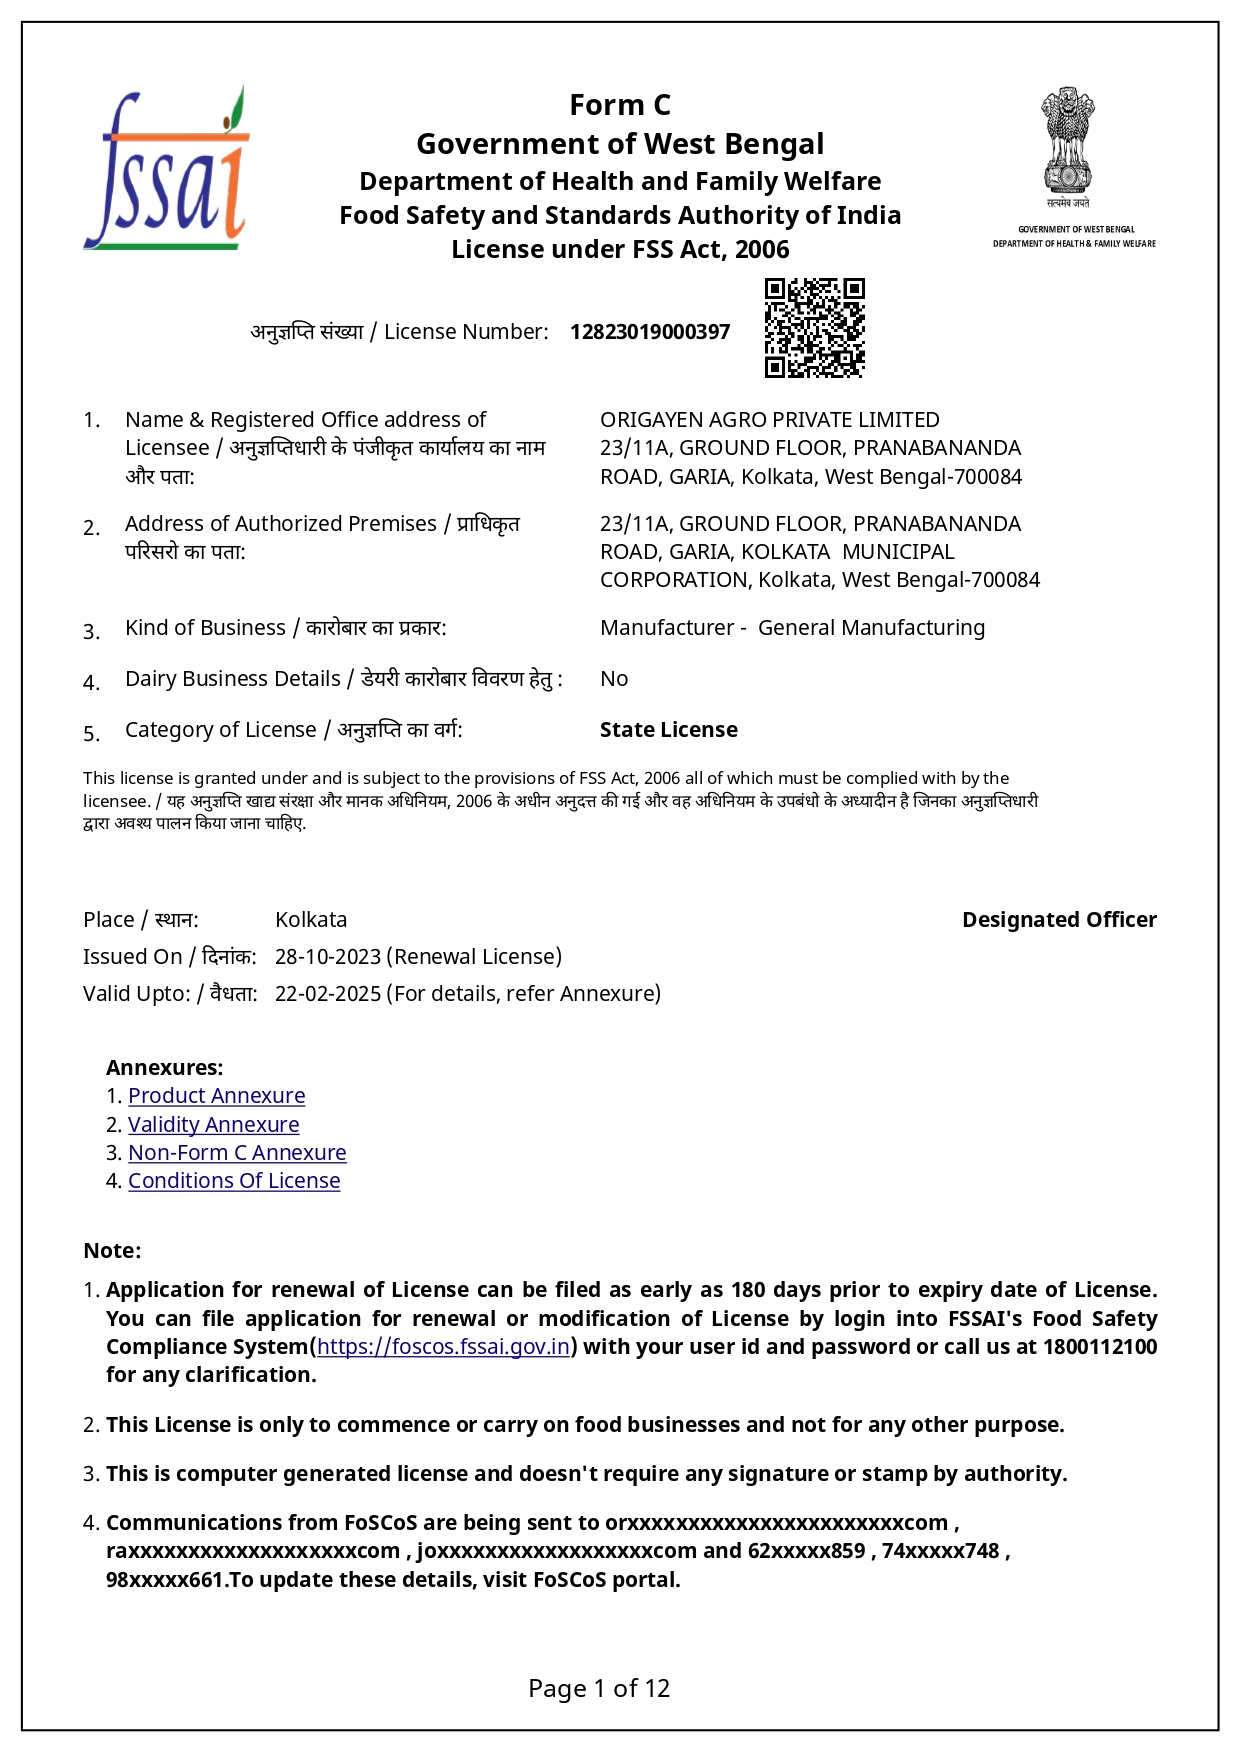 fssai
Form C
Government of West Bengal
Department of Health and Family Welfare
Food Safety and Standards Authority of India
License under FSS Act, 2006
सत्यमेव जयते
GOVERNMENT OF WEST BENGAL
DEPARTMENT OF HEALTH & FAMILY WELFARE
अनुज्ञप्ति संख्या / License Number: 12823019000397
1. Name & Registered Office address of
Licensee / अनुज्ञप्तिधारी के पंजीकृत कार्यालय का नाम
और पता:
ORIGAYEN AGRO PRIVATE LIMITED
23/11A, GROUND FLOOR, PRANABANANDA
ROAD, GARIA, Kolkata, West Bengal-700084
2. Address of Authorized Premises / प्राधिकृत
परिसरो का पता:
23/11A, GROUND FLOOR, PRANABANANDA
ROAD, GARIA, KOLKATA MUNICIPAL
CORPORATION, Kolkata, West Bengal-700084
3. Kind of Business / कारोबार का प्रकार: Manufacturer - General Manufacturing
4. Dairy Business Details / डेयरी कारोबार विवरण हेतु : No
5. Category of License / अनुज्ञप्ति का वर्ग: State License
This license is granted under and is subject to the provisions of FSS Act, 2006 all of which must be complied with by the
licensee. / यह अनुज्ञप्ति खाद्य संरक्षा और मानक अधिनियम, 2006 के अधीन अनुदत्त की गई और वह अधिनियम के उपबंधो के अध्यादीन है जिनका अनुज्ञप्तिधारी
द्वारा अवश्य पालन किया जाना चाहिए.
Place / स्थान: Kolkata Designated Officer
Issued On / दिनांक: 28-10-2023 (Renewal License)
Valid Upto: / वैधता: 22-02-2025 (For details, refer Annexure)
Annexures:
1. Product Annexure
2. Validity Annexure
3. Non-Form C Annexure
4. Conditions Of License
Note:
1. Application for renewal of License can be filed as early as 180 days prior to expiry date of License.
You can file application for renewal or modification of License by login into FSSAI's Food Safety
Compliance System(https://foscos.fssai.gov.in) with your user id and password or call us at 1800112100
for any clarification.
2. This License is only to commence or carry on food businesses and not for any other purpose.
3. This is computer generated license and doesn't require any signature or stamp by authority.
4. Communications from FoSCoS are being sent to orxxxxxxxxxxxxxxxxxxxxxxxcom ,
raxxxxxxxxxxxxxxxxxxxcom , joxxxxxxxxxxxxxxxxxxcom and 62xxxxx859 , 74xxxxx748 ,
98xxxxx661.To update these details, visit FoSCoS portal.
Page 1 of 12